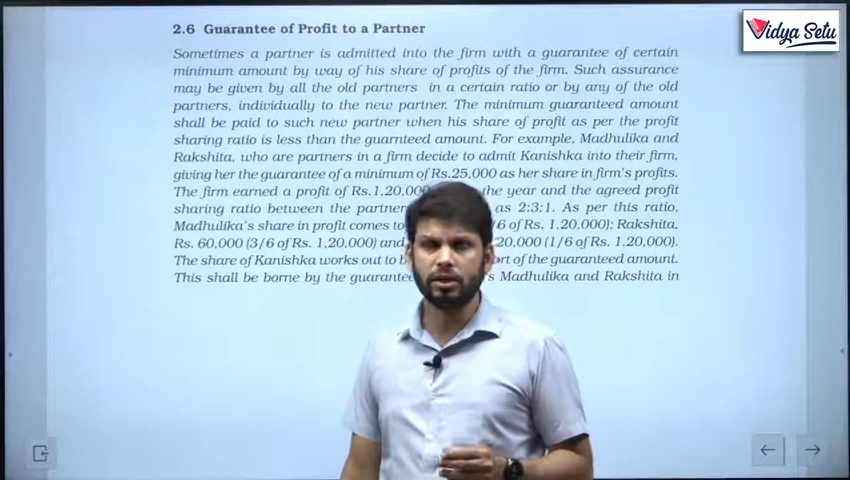 Vidya Setu
2.6 Guarantee of Profit to a Partner
Sometimes a partner is admitted into the firm with a guarantee of certain
minimum amount by way of his share of profits of the firm. Such assurance
may be given by all the old partners in a certain ratio or by any of the old
partners, individually to the new partner. The minimum guaranteed amount
shall be paid to such new partner when his share of profit as per the profit
sharing ratio is less than the guarnteed amount. For example, Madhulika and
Rakshita, who are partners in a firm decide to admit Kanishka into their firm,
giving her the guarantee of a minimum of Rs.25,000 as her share in firm's profits.
The firm earned a profit of Rs.1,20,000 the year and the agreed profit
sharing ratio between the partner as 2:3:1. As per this ratio,
Madhulika's share in profit comes to /6 of Rs. 1,20,000); Rakshita,
Rs. 60,000 (3/6 of Rs. 1,20,000) and 20,000 (1/6 of Rs. 1,20,000).
The share of Kanishka works out to of the guaranteed amount.
This shall be borne by the Madhulika and Rakshita in